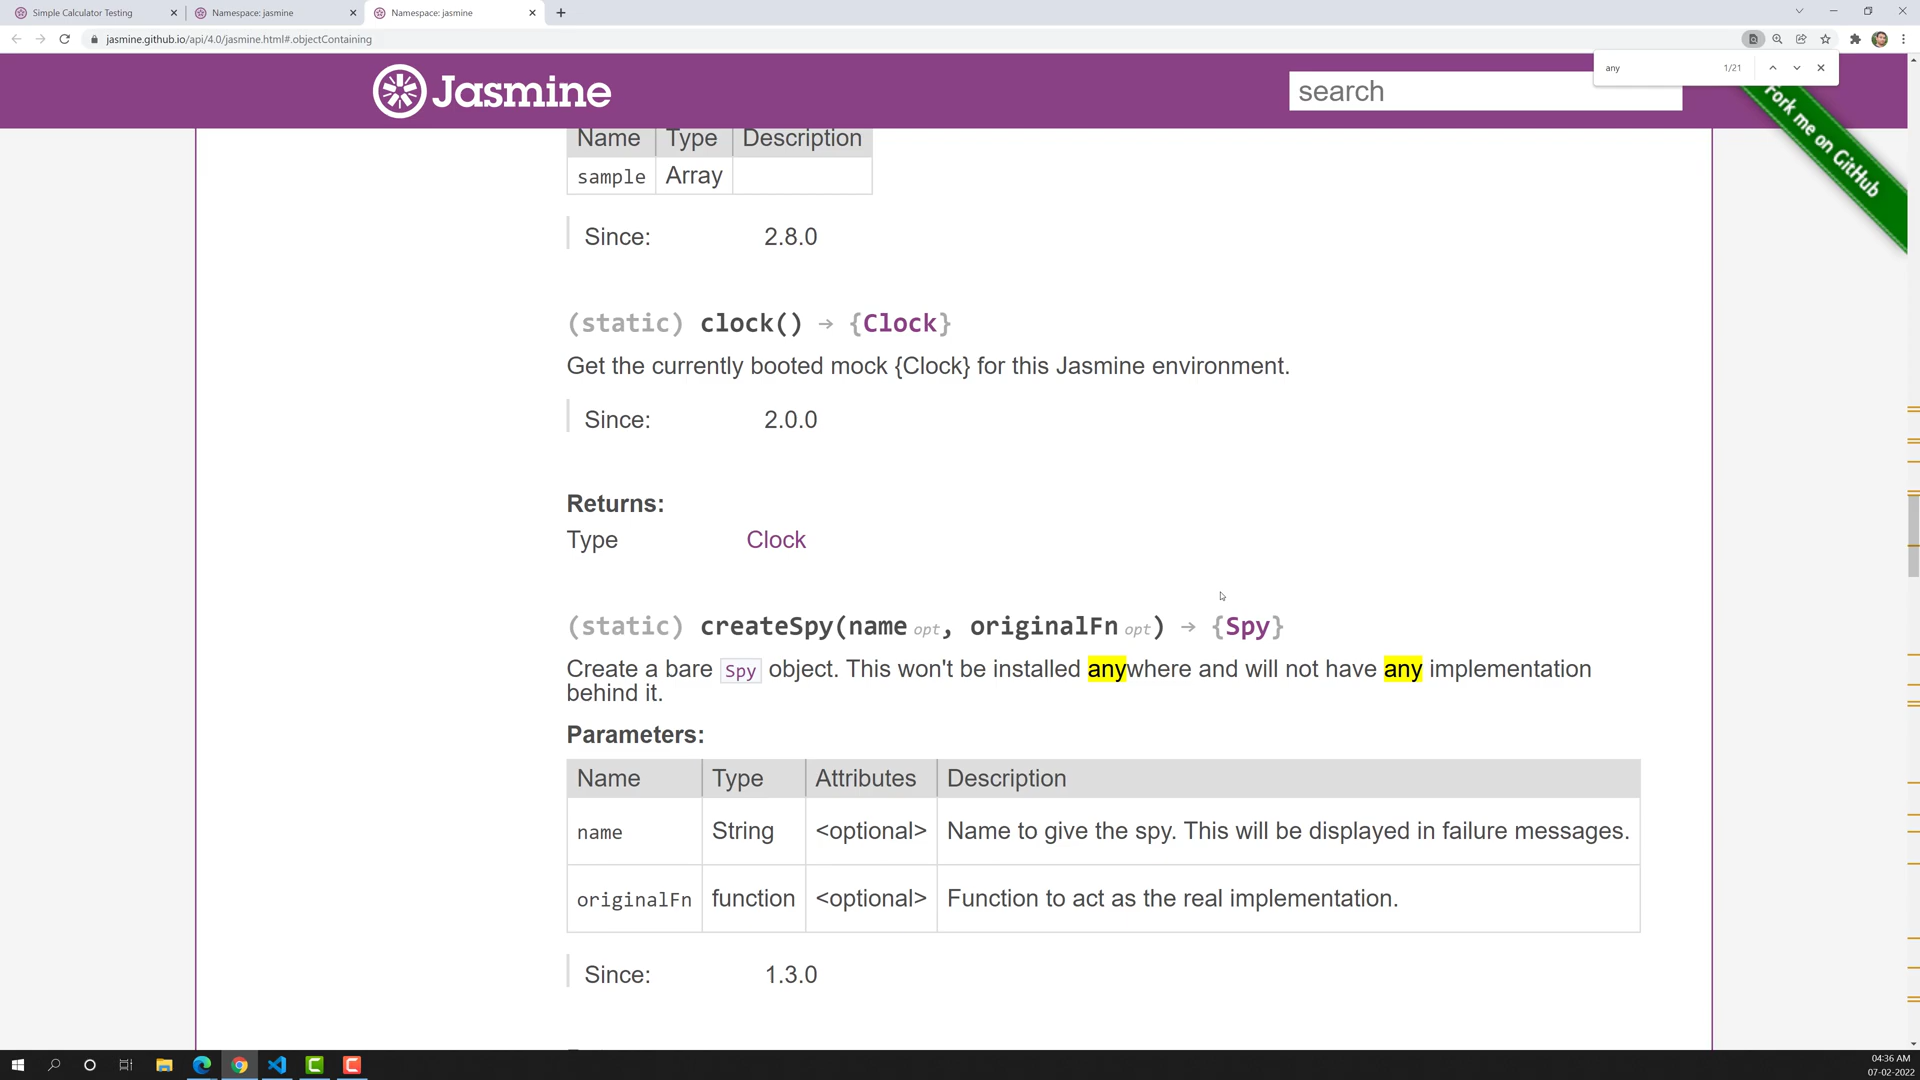 Simple Calculator Testing
Namespace: jasmine
Namespace: jasmine
jasmine.github.io/api/4.0/jasmine.html#.objectContaining
any 1/21
Jasmine
search
Fork me on GitHub
Name Type Description
sample Array
Since: 2.8.0
(static) clock() → {Clock}
Get the currently booted mock {Clock} for this Jasmine environment.
Since: 2.0.0
Returns:
Type Clock
(static) createSpy(name opt, originalFn opt) → {Spy}
Create a bare Spy object. This won't be installed anywhere and will not have any implementation
behind it.
Parameters:
Name Type Attributes Description
name String <optional> Name to give the spy. This will be displayed in failure messages.
originalFn function <optional> Function to act as the real implementation.
Since: 1.3.0
04:36 AM
07-02-2022